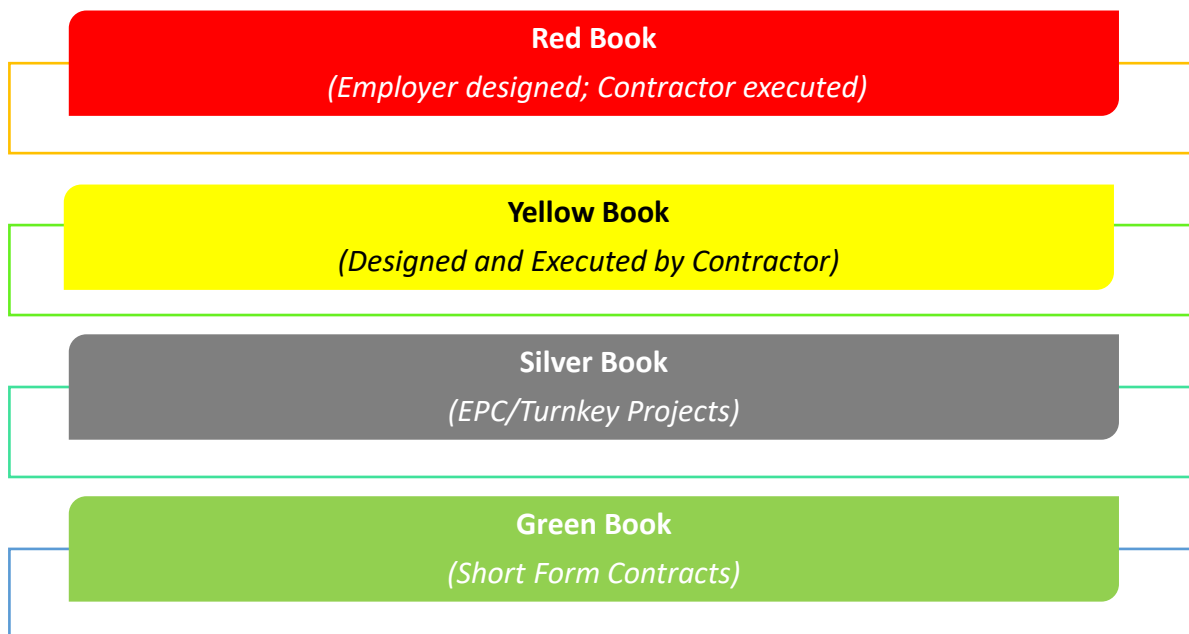 Red Book
(Employer designed; Contractor executed)
Yellow Book
(Designed and Executed by Contractor)
Silver Book
(EPC/Turnkey Projects)
Green Book
(Short Form Contracts)